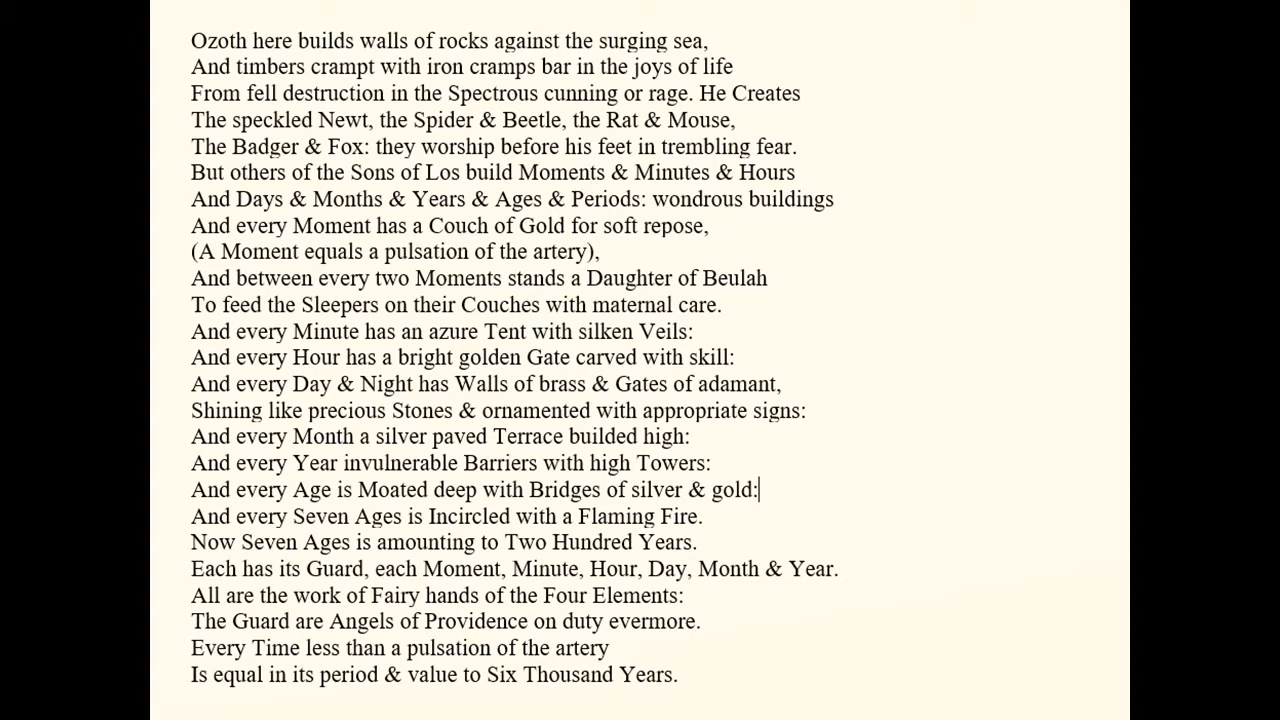 Ozoth here builds walls of rocks against the surging sea,
And timbers crampt with iron cramps bar in the joys of life
From fell destruction in the Spectrous cunning or rage. He Creates
The speckled Newt, the Spider & Beetle, the Rat & Mouse,
The Badger & Fox: they worship before his feet in trembling fear.
But others of the Sons of Los build Moments & Minutes & Hours
And Days & Months & Years & Ages & Periods: wondrous buildings
And every Moment has a Couch of Gold for soft repose,
(A Moment equals a pulsation of the artery),
And between every two Moments stands a Daughter of Beulah
To feed the Sleepers on their Couches with maternal care.
And every Minute has an azure Tent with silken Veils:
And every Hour has a bright golden Gate carved with skill:
And every Day & Night has Walls of brass & Gates of adamant,
Shining like precious Stones & ornamented with appropriate signs:
And every Month a silver paved Terrace builded high:
And every Year invulnerable Barriers with high Towers:
And every Age is Moated deep with Bridges of silver & gold:
And every Seven Ages is Incircled with a Flaming Fire.
Now Seven Ages is amounting to Two Hundred Years.
Each has its Guard, each Moment, Minute, Hour, Day, Month & Year.
All are the work of Fairy hands of the Four Elements:
The Guard are Angels of Providence on duty evermore.
Every Time less than a pulsation of the artery
Is equal in its period & value to Six Thousand Years.